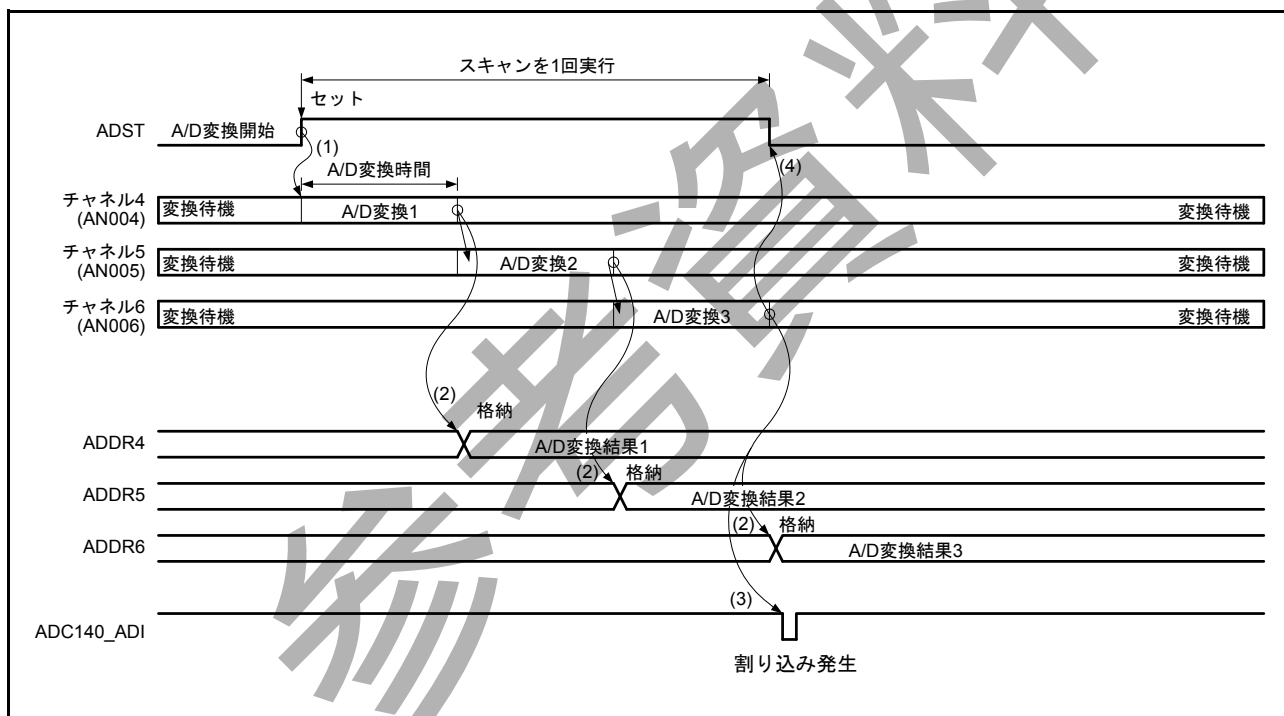 スキャンを1回実行
セット
ADST
A/D変換開始
(1)
(4)
A/D変換時間
チャネル4
(AN004)
変換待機
A/D変換1
変換待機
チャネル5
(AN005)
変換待機
A/D変換2
変換待機
チャネル6
(AN006)
変換待機
A/D変換3
変換待機
(2)
格納
ADDR4
A/D変換結果1
(2)
格納
ADDR5
A/D変換結果2
(2)
格納
ADDR6
A/D変換結果3
(3)
ADC140_ADI
割り込み発生
参考資料